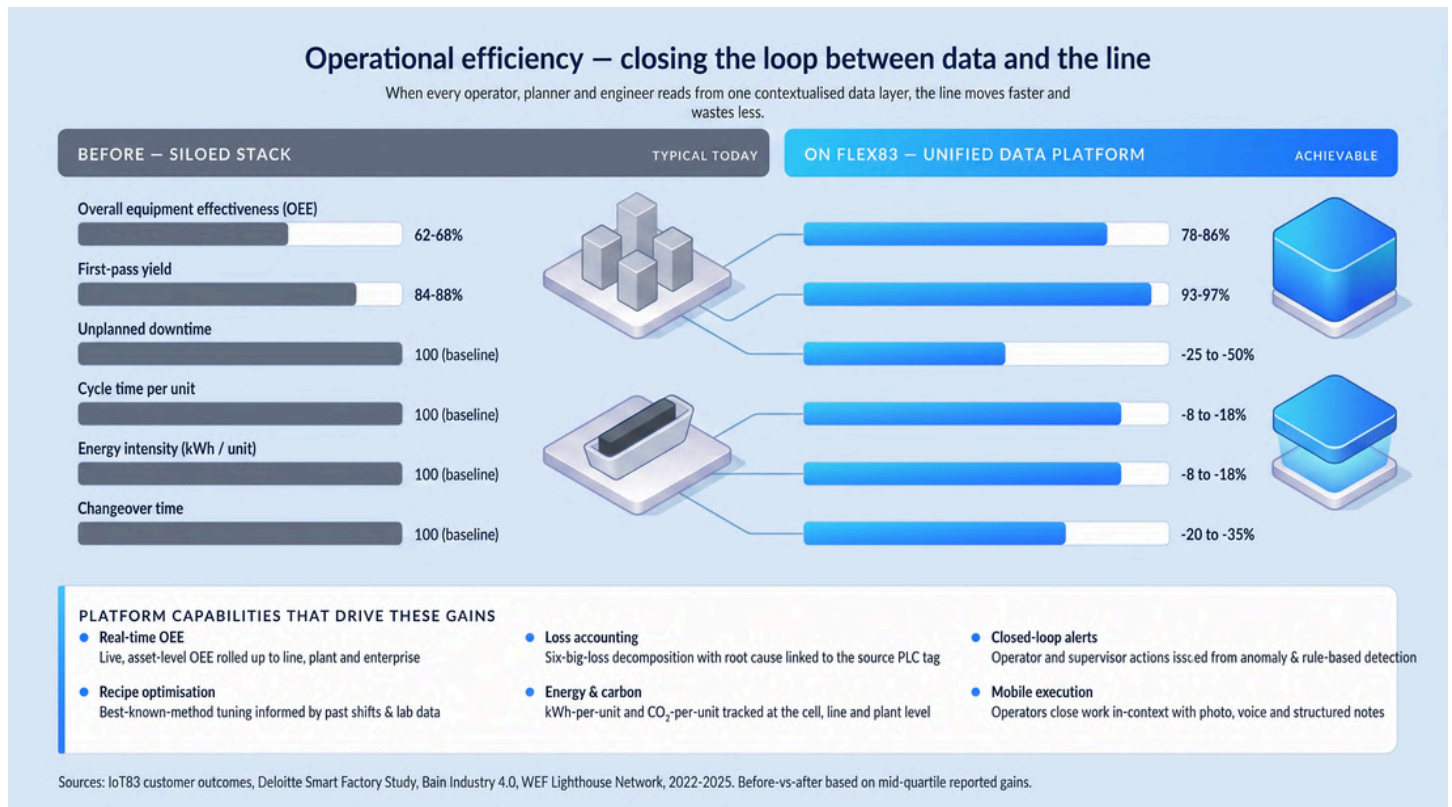 Operational efficiency — closing the loop between data and the line
When every operator, planner and engineer reads from one contextualised data layer, the line moves faster and
wastes less.
BEFORE — SILOED STACK
TYPICAL TODAY
ON FLEX83 — UNIFIED DATA PLATFORM
ACHIEVABLE
Overall equipment effectiveness (OEE)
62-68%
78-86%
First-pass yield
84-88%
93-97%
Unplanned downtime
100 (baseline)
-25 to -50%
Cycle time per unit
100 (baseline)
-8 to -18%
Energy intensity (kWh / unit)
100 (baseline)
-8 to -18%
Changeover time
100 (baseline)
-20 to -35%
PLATFORM CAPABILITIES THAT DRIVE THESE GAINS
Real-time OEE
Live, asset-level OEE rolled up to line, plant and enterprise
Loss accounting
Six-big-loss decomposition with root cause linked to the source PLC tag
Closed-loop alerts
Operator and supervisor actions from anomaly & rule-based detection
Recipe optimisation
Best-known-method tuning informed by past shifts & lab data
Energy & carbon
kWh-per-unit and CO₂-per-unit tracked at the cell, line and plant level
Mobile execution
Operators close work in-context with photo, voice and structured notes
Sources: IoT83 customer outcomes, Deloitte Smart Factory Study, Bain Industry 4.0, WEF Lighthouse Network, 2022-2025. Before-vs-after based on mid-quartile reported gains.